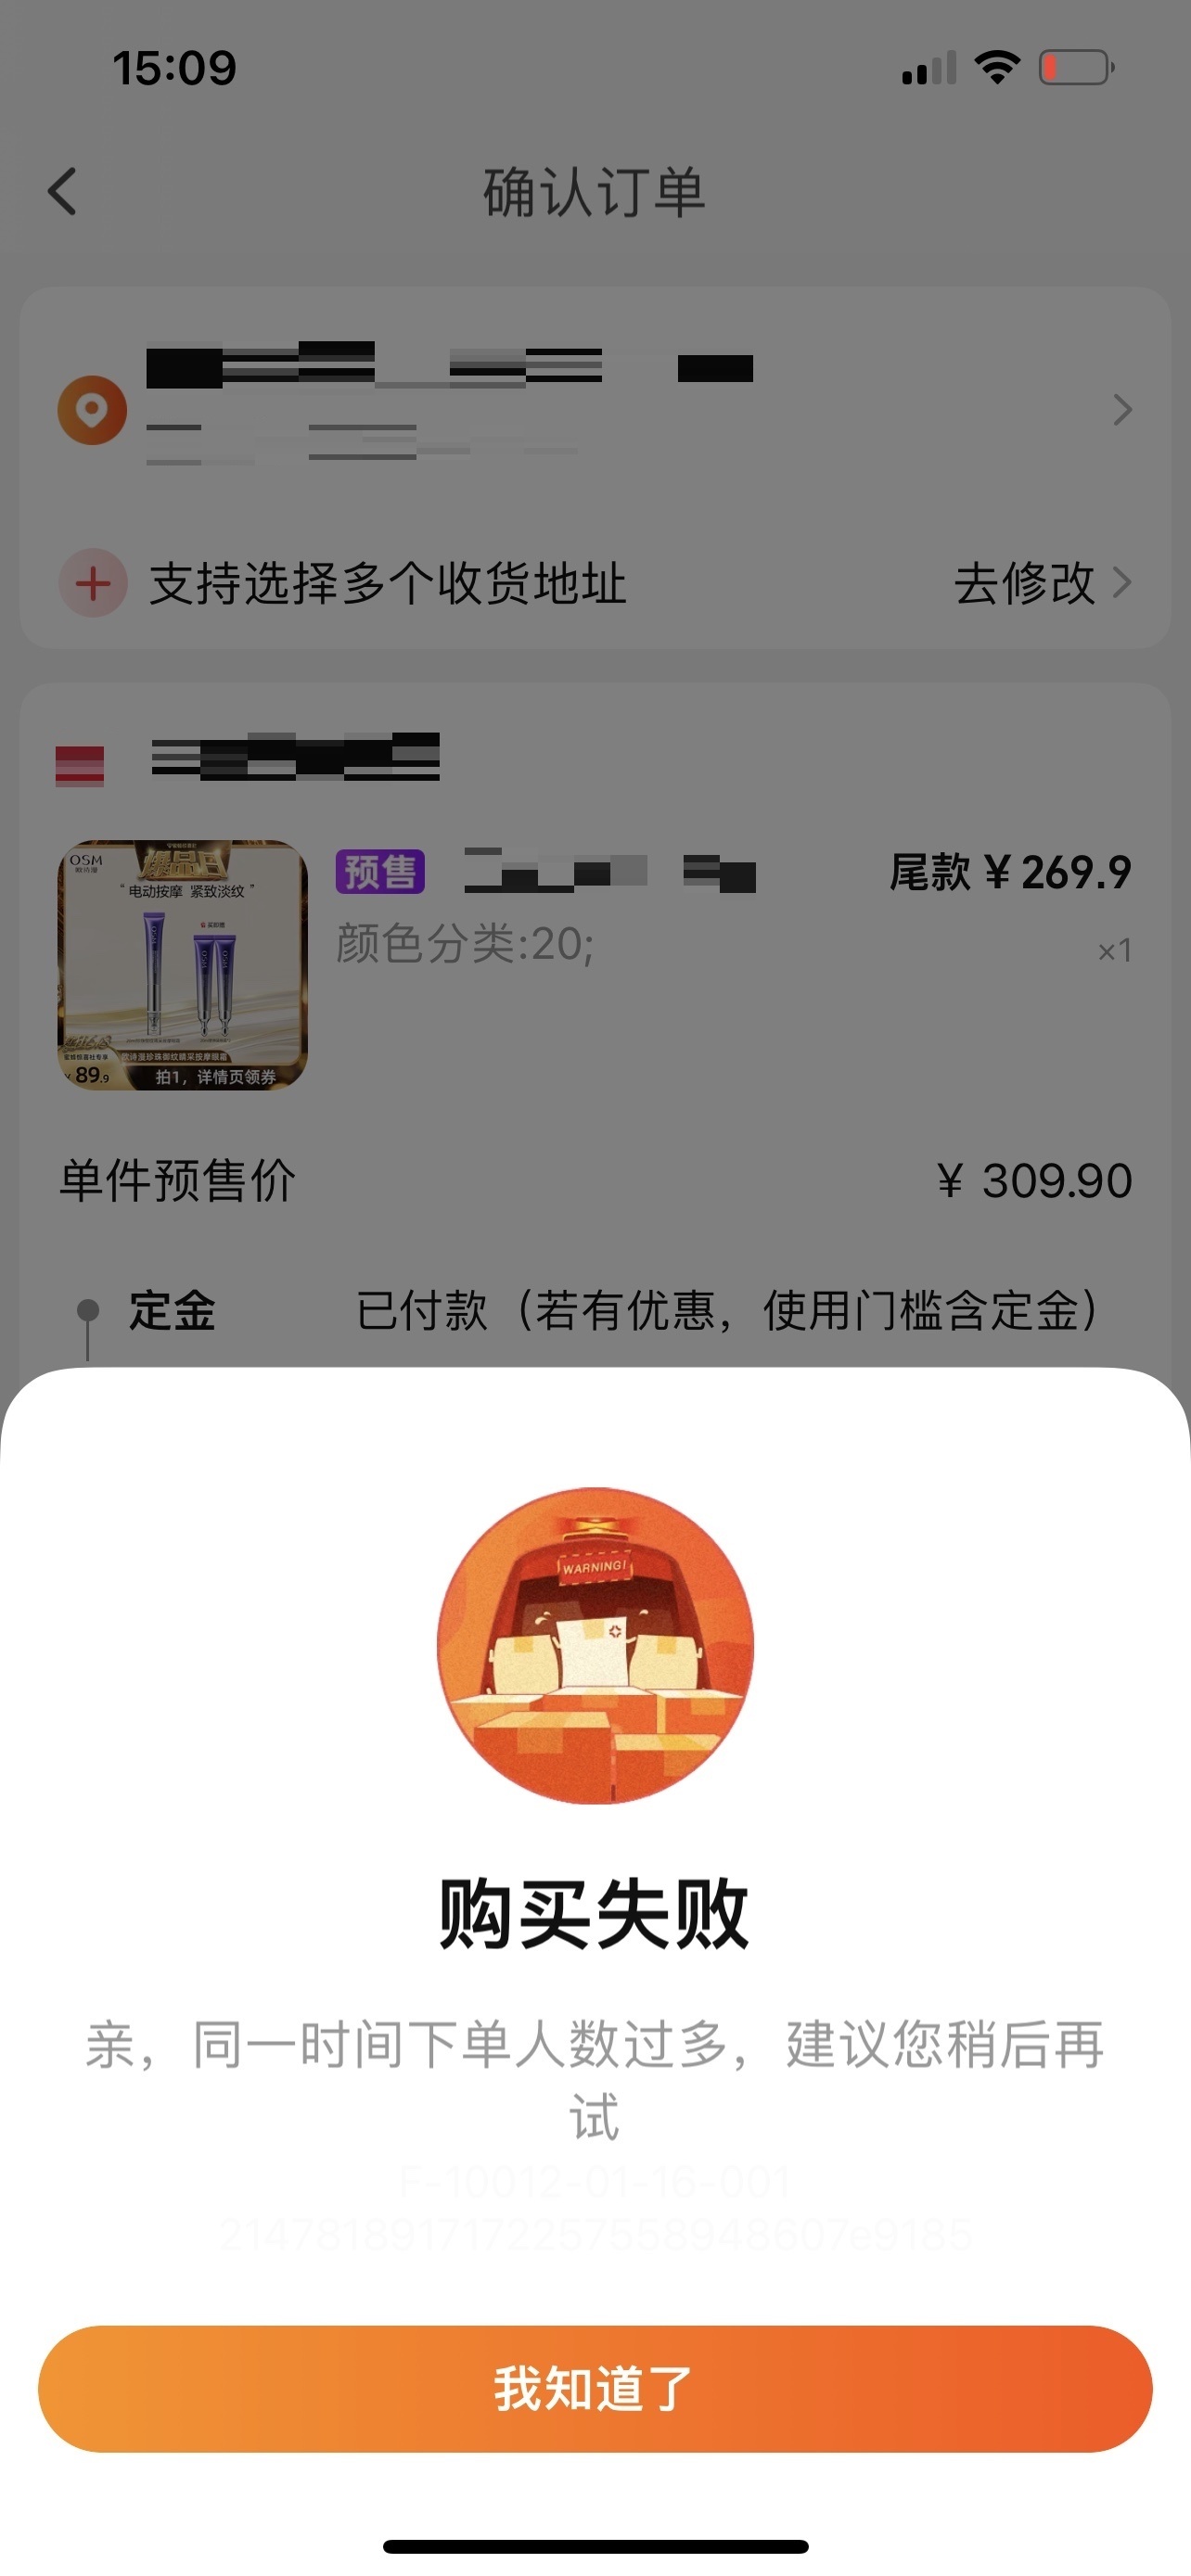 15:09
确认订单
支持选择多个收货地址
去修改
OSM
欧诗漫
爆品日
“电动按摩 紧致淡纹”
89.9
拍1，详情页领券
预售
尾款 ¥ 269.9
颜色分类:20;
×1
单件预售价
¥ 309.90
定金
已付款（若有优惠，使用门槛含定金）
WARNING!
购买失败
亲，同一时间下单人数过多，建议您稍后再
试
F-10012-01-16-001
2147818917172257558948607e9185
我知道了